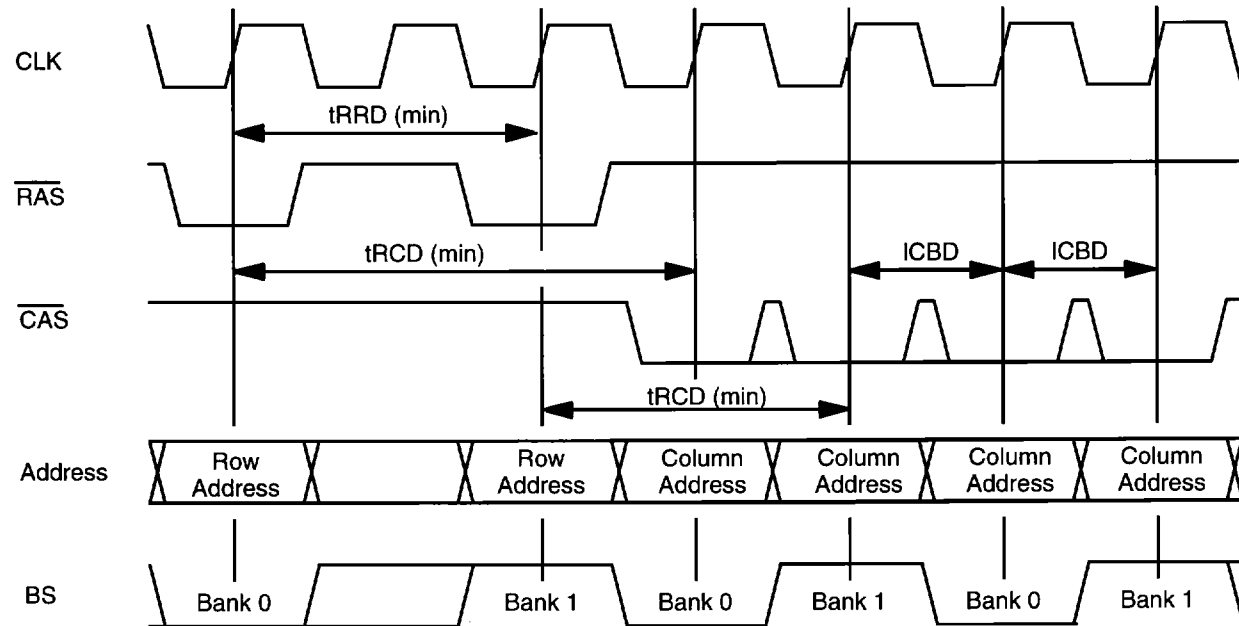 CLK
tRRD (min)
RAS
tRCD (min)
ICBD
ICBD
CAS
tRCD (min)
Address
Row
Address
Row
Address
Column
Address
Column
Address
Column
Address
Column
Address
BS
Bank 0
Bank 1
Bank 0
Bank 1
Bank 0
Bank 1